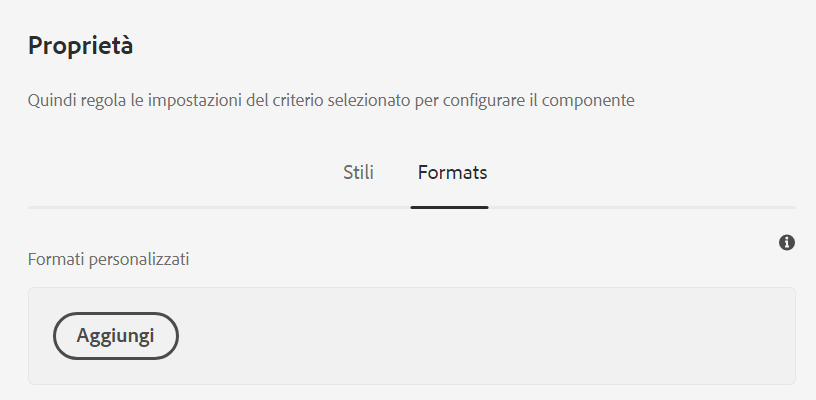 Proprietà
Quindi regola le impostazioni del criterio selezionato per configurare il componente
Stili Formats
Formati personalizzati
Aggiungi